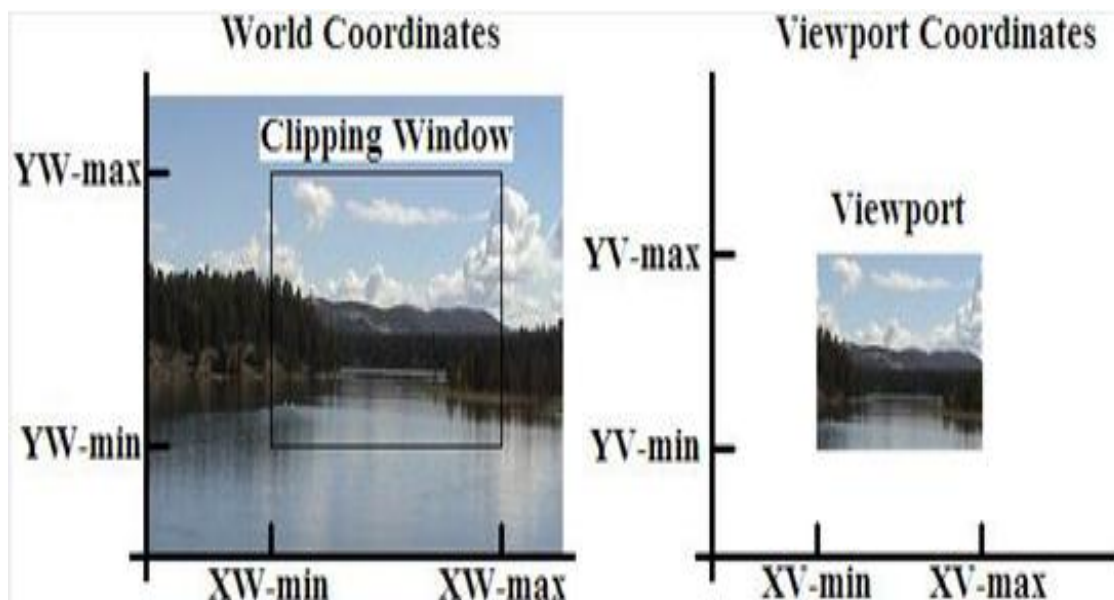 World Coordinates
Clipping Window
YW-max
YW-min
XW-min
XW-max
Viewport Coordinates
Viewport
YV-max
YV-min
XV-min
XV-max